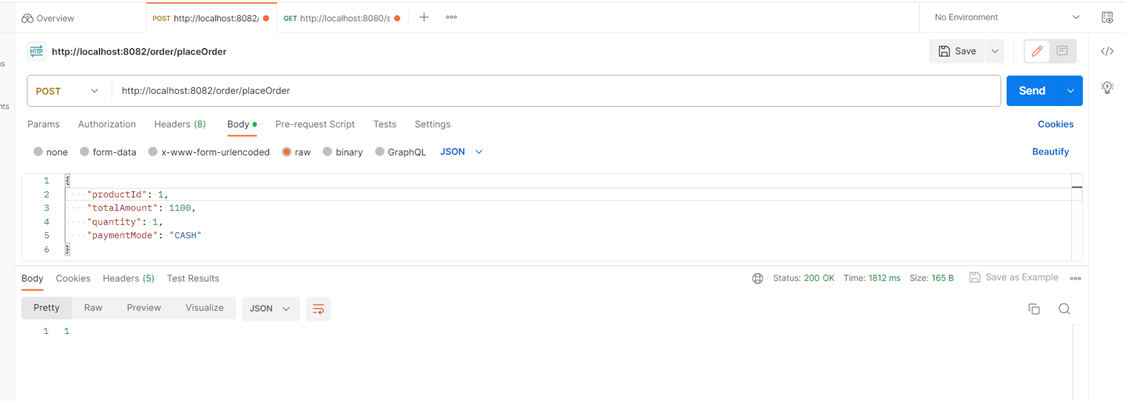 Overview POST http://localhost:8082/ GET http://localhost:8080/s No Environment
HTTP http://localhost:8082/order/placeOrder Save
POST http://localhost:8082/order/placeOrder Send
Params Authorization Headers (8) Body Pre-request Script Tests Settings Cookies
none form-data x-www-form-urlencoded raw binary GraphQL JSON Beautify
1 {
2 "productId": 1,
3 "totalAmount": 1100,
4 "quantity": 1,
5 "paymentMode": "CASH"
6 }
Body Cookies Headers (5) Test Results Status: 200 OK Time: 1812 ms Size: 165 B Save as Example
Pretty Raw Preview Visualize JSON
1 1